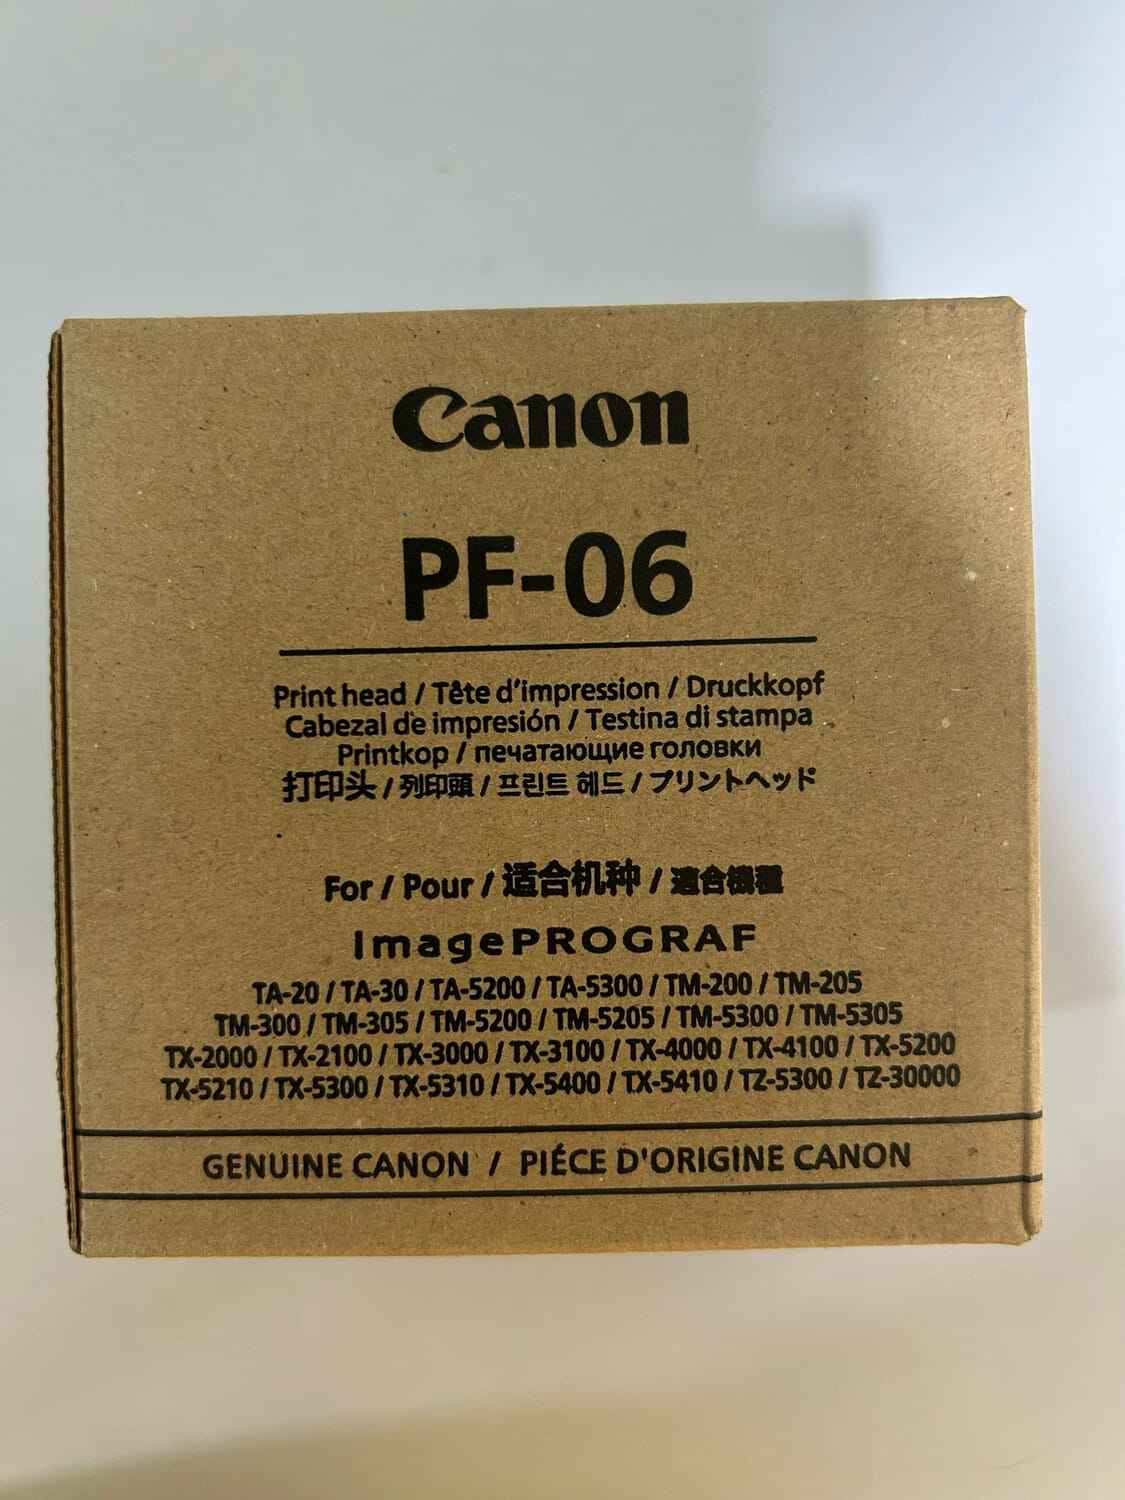 Canon
PF-06
Print head / Tête d'impression / Druckkopf
Cabezal de impresión / Testina di stampa
Printkop / печатающие головки
打印头 / 列印頭 / 프린트 헤드 / プリントヘッド
For / Pour / 适合机种 / 適合機種
imagePROGRAF
TA-20 / TA-30 / TA-5200 / TA-5300 / TM-200 / TM-205
TM-300 / TM-305 / TM-5200 / TM-5205 / TM-5300 / TM-5305
TX-2000 / TX-2100 / TX-3000 / TX-3100 / TX-4000 / TX-4100 / TX-5200
TX-5210 / TX-5300 / TX-5310 / TX-5400 / TX-5410 / TZ-5300 / TZ-30000
GENUINE CANON / PIÉCE D'ORIGINE CANON